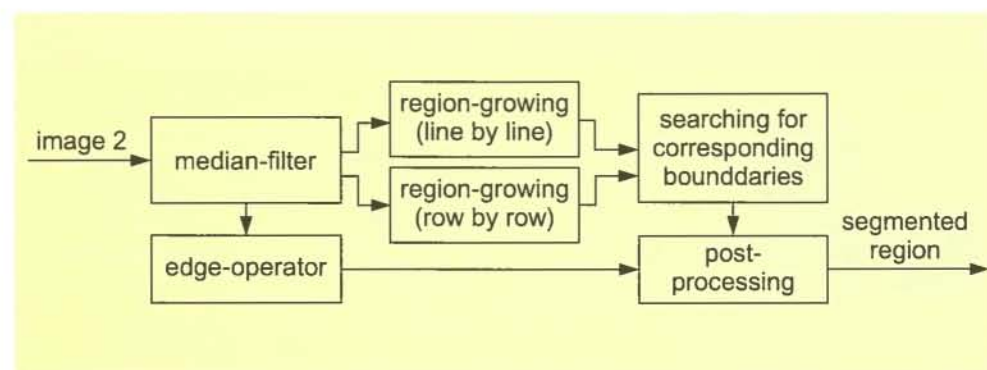 image 2
median-filter
region-growing
(line by line)
region-growing
(row by row)
searching for
corresponding
bounddaries
edge-operator
post-
processing
segmented
region